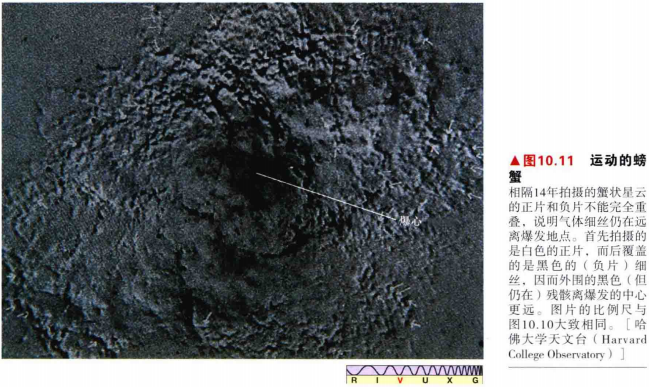 爆心
▲图10.11 运动的螃
蟹
相隔14年拍摄的蟹状星云
的正片和负片不能完全重
叠，说明气体细丝仍在远
离爆发地点。首先拍摄的
是白色的正片，而后覆盖
的是黑色的（负片）细
丝，因而外围的黑色（但
仍在）残骸离爆发的中心
更远。图片的比例尺与
图10.10大致相同。［哈
佛大学天文台（Harvard
College Observatory）］
R I V U X G